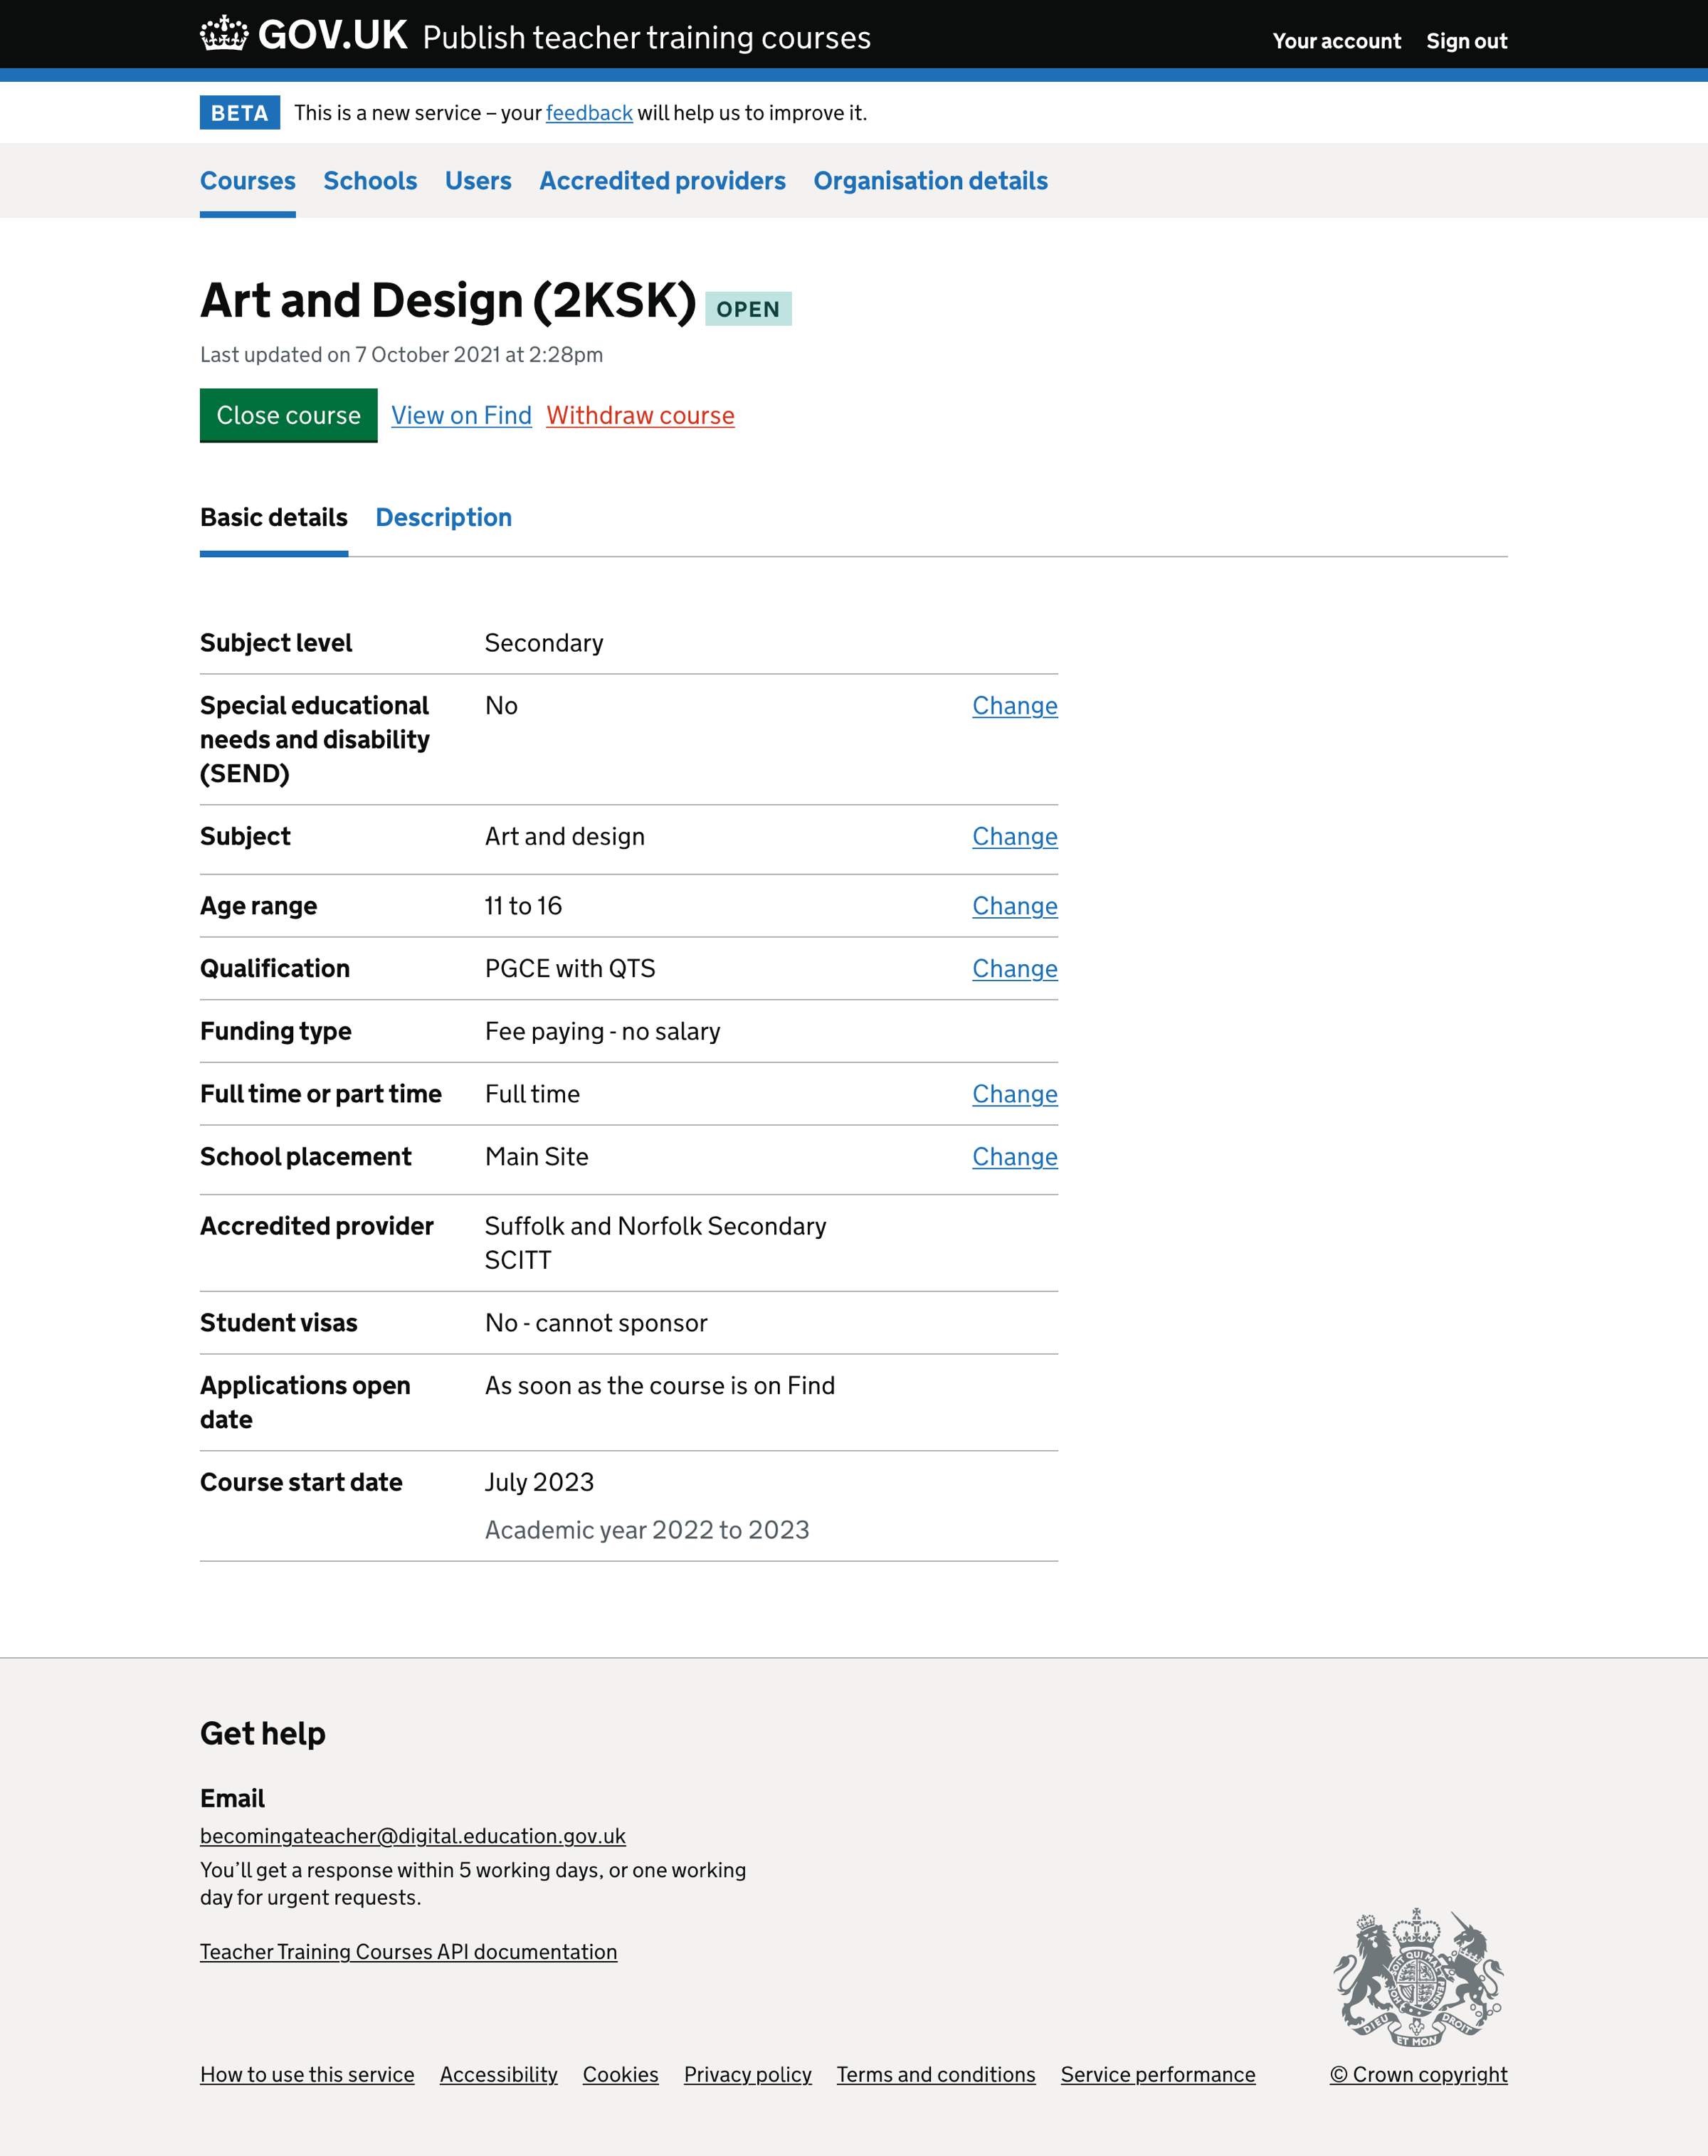 GOV.UK Publish teacher training courses Your account Sign out
BETA This is a new service – your feedback will help us to improve it.
Courses Schools Users Accredited providers Organisation details
Art and Design (2KSK) OPEN
Last updated on 7 October 2021 at 2:28pm
Close course View on Find Withdraw course
Basic details Description
Subject level Secondary
Special educational No Change
needs and disability
(SEND)
Subject Art and design Change
Age range 11 to 16 Change
Qualification PGCE with QTS Change
Funding type Fee paying - no salary
Full time or part time Full time Change
School placement Main Site Change
Accredited provider Suffolk and Norfolk Secondary
SCITT
Student visas No - cannot sponsor
Applications open As soon as the course is on Find
date
Course start date July 2023
Academic year 2022 to 2023
Get help
Email
becomingateacher@digital.education.gov.uk
You’ll get a response within 5 working days, or one working
day for urgent requests.
Teacher Training Courses API documentation
DIEU ET MON DROIT
How to use this service Accessibility Cookies Privacy policy Terms and conditions Service performance © Crown copyright